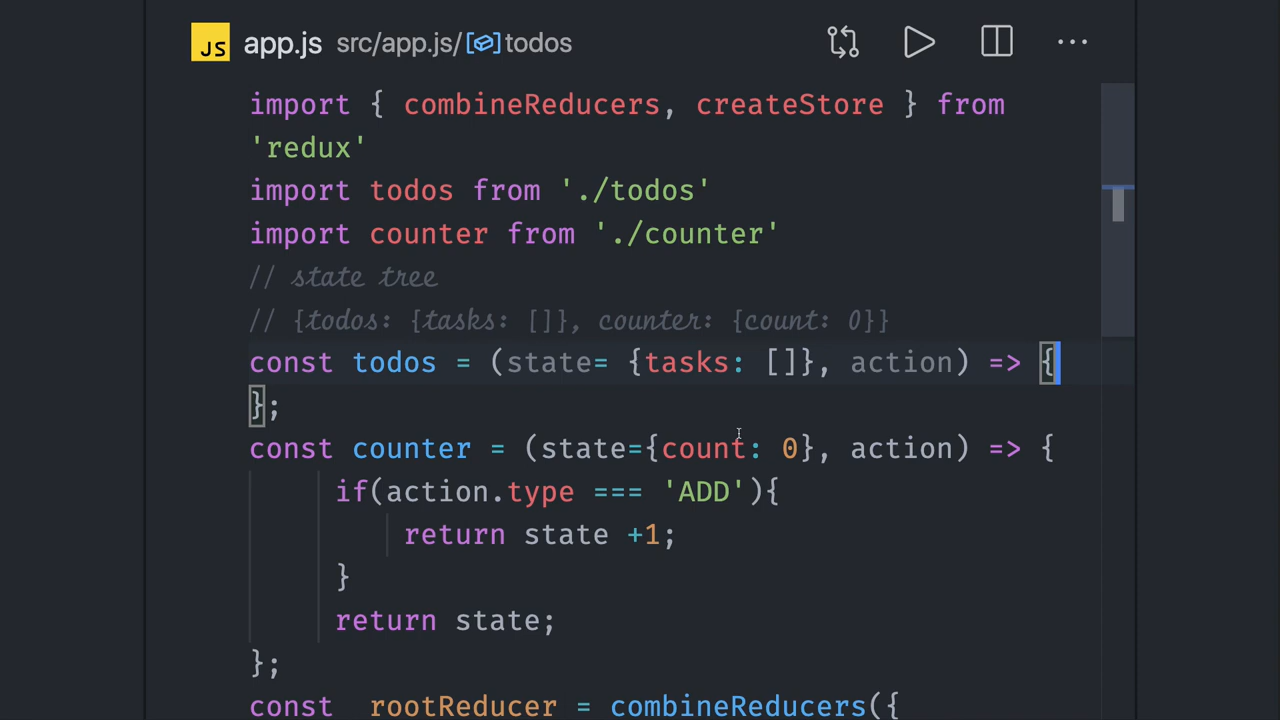 JS app.js src/app.js/[]todos
import { combineReducers, createStore } from
'redux'
import todos from './todos'
import counter from './counter'
// state tree
// {todos: {tasks: []}, counter: {count: 0}}
const todos = (state= {tasks: []}, action) => {
};
const counter = (state={count: 0}, action) => {
if(action.type === 'ADD'){
return state +1;
}
return state;
};
const rootReducer = combineReducers({